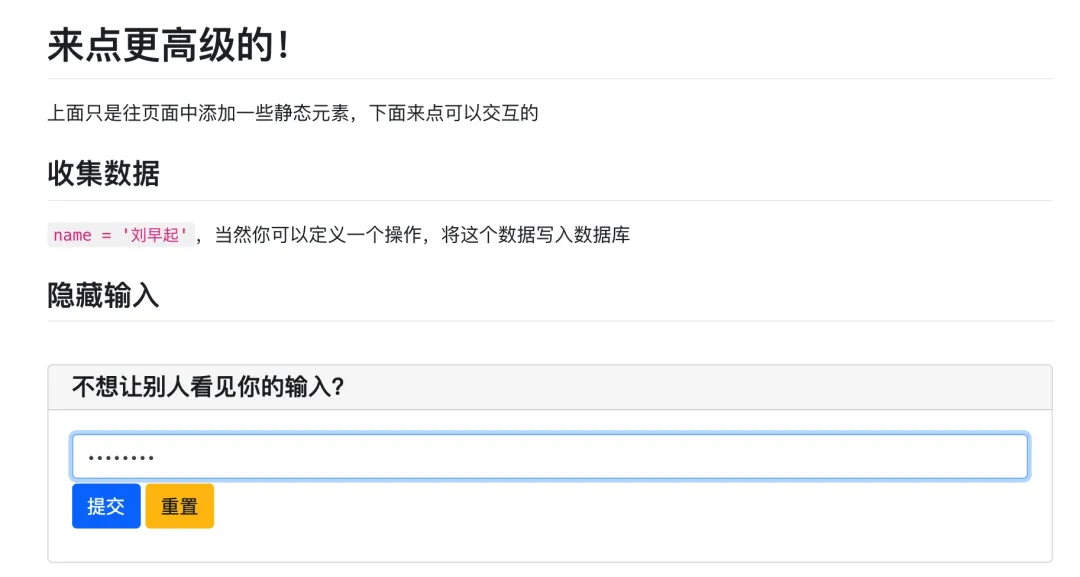 来点更高级的！
上面只是往页面中添加一些静态元素，下面来点可以交互的
收集数据
name = '刘早起'，当然你可以定义一个操作，将这个数据写入数据库
隐藏输入
不想让别人看见你的输入?
••••••••
提交 重置